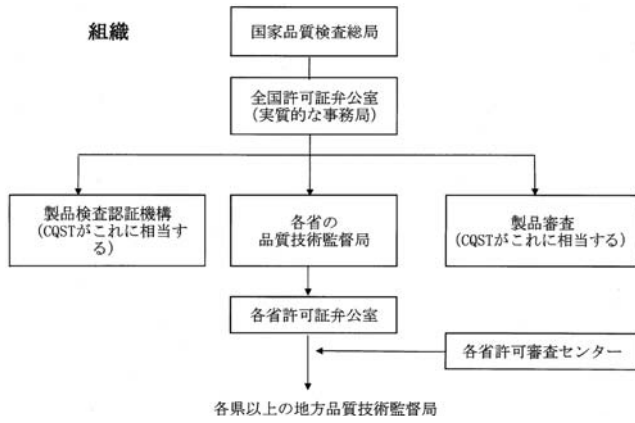 組織
国家品質検査総局
全国許可証弁公室
(実質的な事務局)
製品検査認証機構
(CQSTがこれに相当す
る)
各省の
品質技術監督局
製品審査
(CQSTがこれに相当する)
各省許可証弁公室
各省許可審査センター
各県以上の地方品質技術監督局